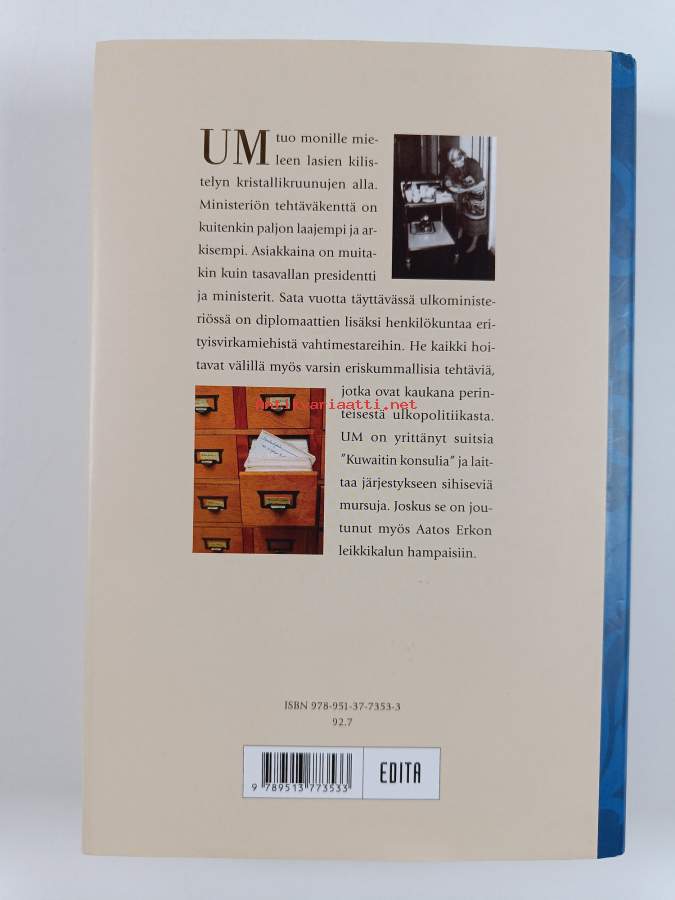 UM tuo monille mie-
leen lasien kilis-
telyn kristallikruunujen alla.
Ministeriön tehtäväkenttä on
kuitenkin paljon laajempi ja ar-
kisempi. Asiakkaina on muita-
kin kuin tasavallan presidentti
ja ministerit. Sata vuotta täyttävässä ulkoministe-
riössä on diplomaattien lisäksi henkilökuntaa eri-
tyisvirkamiehistä vahtimestareihin. He kaikki hoi-
tavat välillä myös varsin eriskummallisia tehtäviä,
jotka ovat kaukana perin-
teisestä ulkopolitiikasta.
UM on yrittänyt suitsia
"Kuwaitin konsulia" ja lait-
taa järjestykseen sihiseviä
mursuja. Joskus se on jou-
tunut myös Aatos Erkon
leikkikalun hampaisiin.
antikvariaatti.net
ISBN 978-951-37-7353-3
92.7
9 789513 773533
EDITA